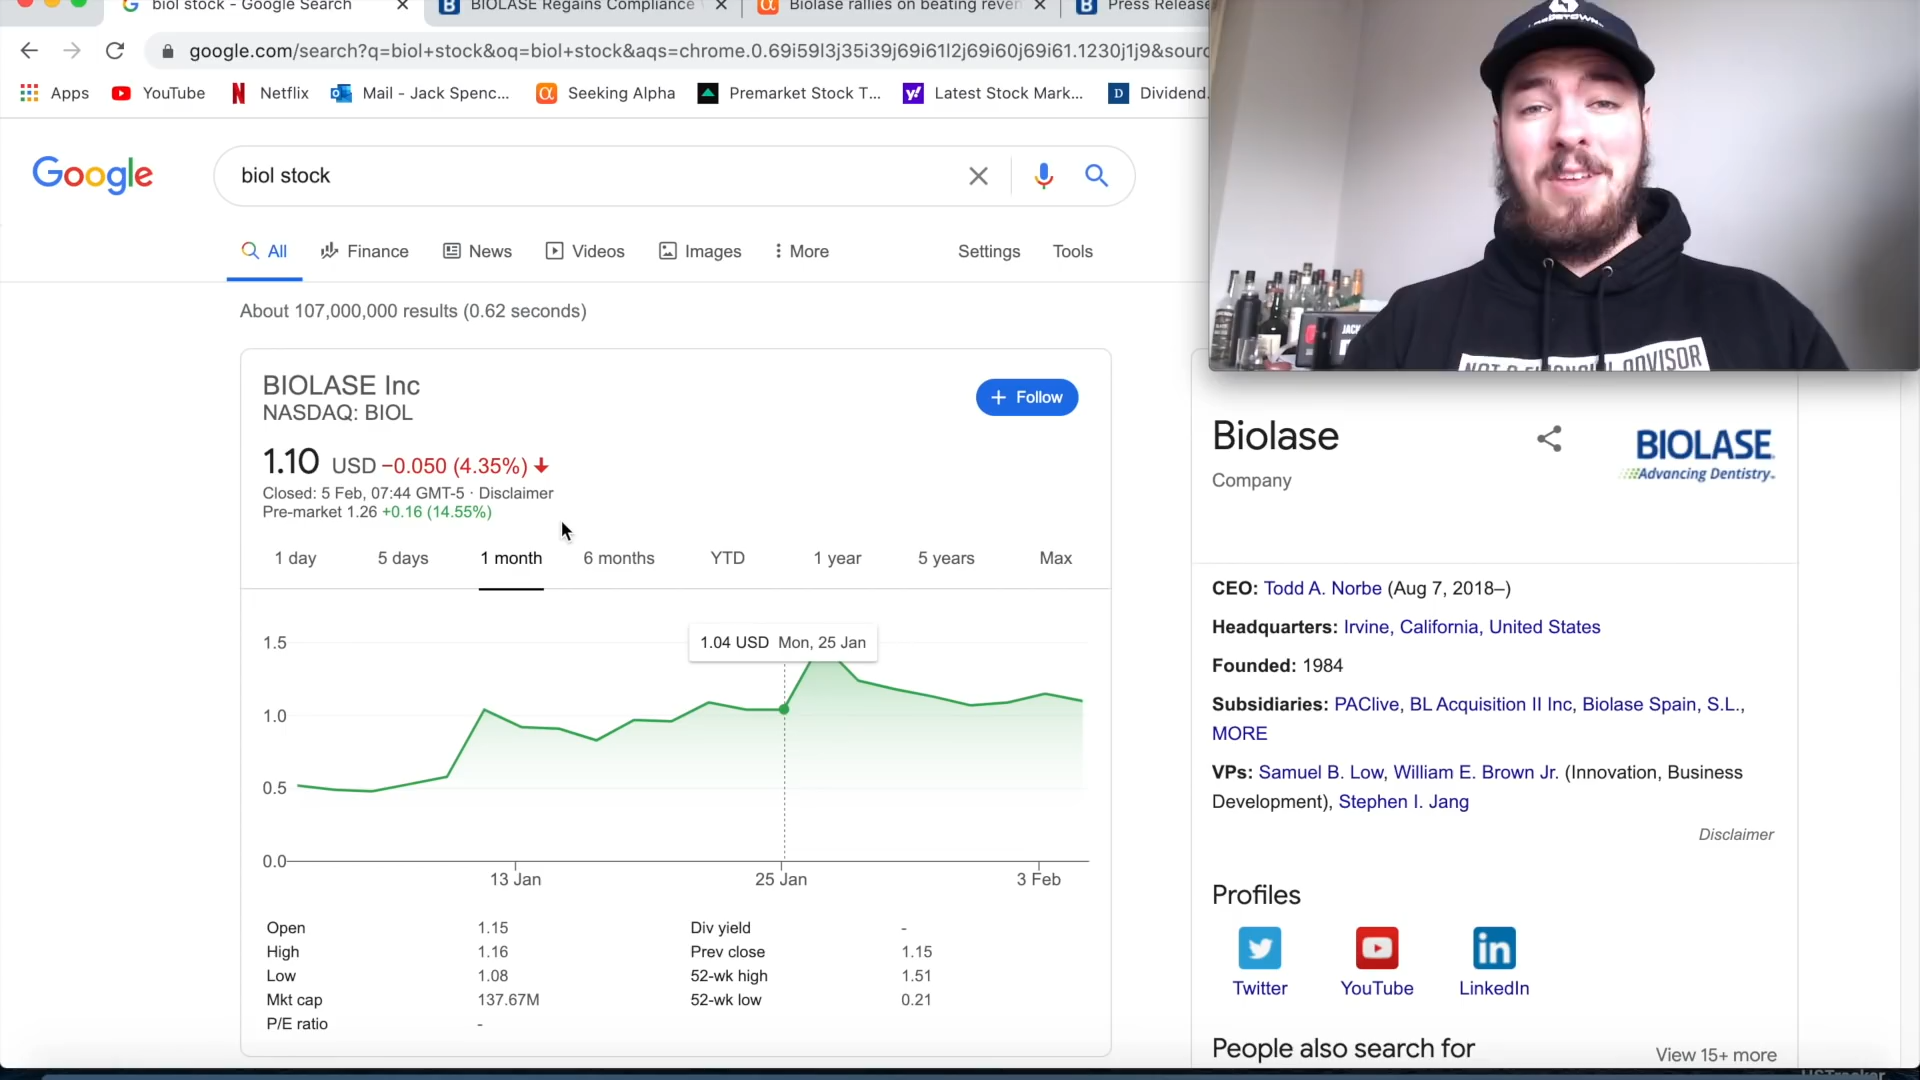 biol stock - Google Search
BIOLASE Regains Compliance
Biolase rallies on beating reven
Press Release
google.com/search?q=biol+stock&oq=biol+stock&aqs=chrome.0.69i59l3j35i39j69i61l2j69i60j69i61.1230j1j9&sourc
Apps
YouTube
Netflix
Mail - Jack Spenc...
Seeking Alpha
Premarket Stock T...
Latest Stock Mark...
Dividend.
Google
biol stock
All
Finance
News
Videos
Images
More
Settings
Tools
About 107,000,000 results (0.62 seconds)
BIOLASE Inc
NASDAQ: BIOL
+ Follow
1.10 USD −0.050 (4.35%)
Closed: 5 Feb, 07:44 GMT-5 · Disclaimer
Pre-market 1.26 +0.16 (14.55%)
1 day
5 days
1 month
6 months
YTD
1 year
5 years
Max
1.04 USD Mon, 25 Jan
1.5
1.0
0.5
0.0
13 Jan
25 Jan
3 Feb
Open 1.15
High 1.16
Low 1.08
Mkt cap 137.67M
P/E ratio -
Div yield -
Prev close 1.15
52-wk high 1.51
52-wk low 0.21
JACK
Biolase
Company
BIOLASE
Advancing Dentistry.
CEO: Todd A. Norbe (Aug 7, 2018–)
Headquarters: Irvine, California, United States
Founded: 1984
Subsidiaries: PAClive, BL Acquisition II Inc, Biolase Spain, S.L.,
MORE
VPs: Samuel B. Low, William E. Brown Jr. (Innovation, Business
Development), Stephen I. Jang
Disclaimer
Profiles
Twitter
YouTube
LinkedIn
People also search for
View 15+ more